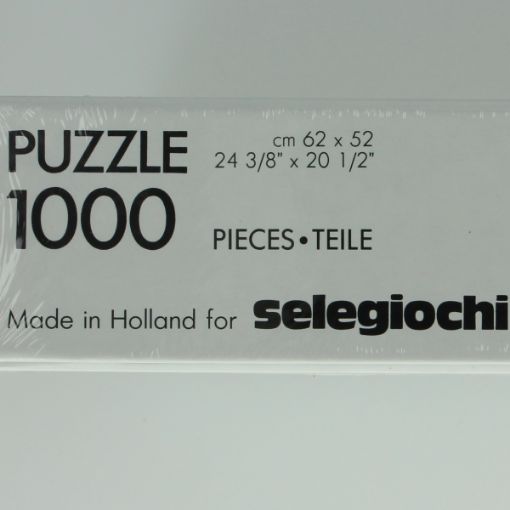 PUZZLE
cm 62 x 52
24 3/8" x 20 1/2"
1000
PIECES•TEILE
Made in Holland for selegiochi